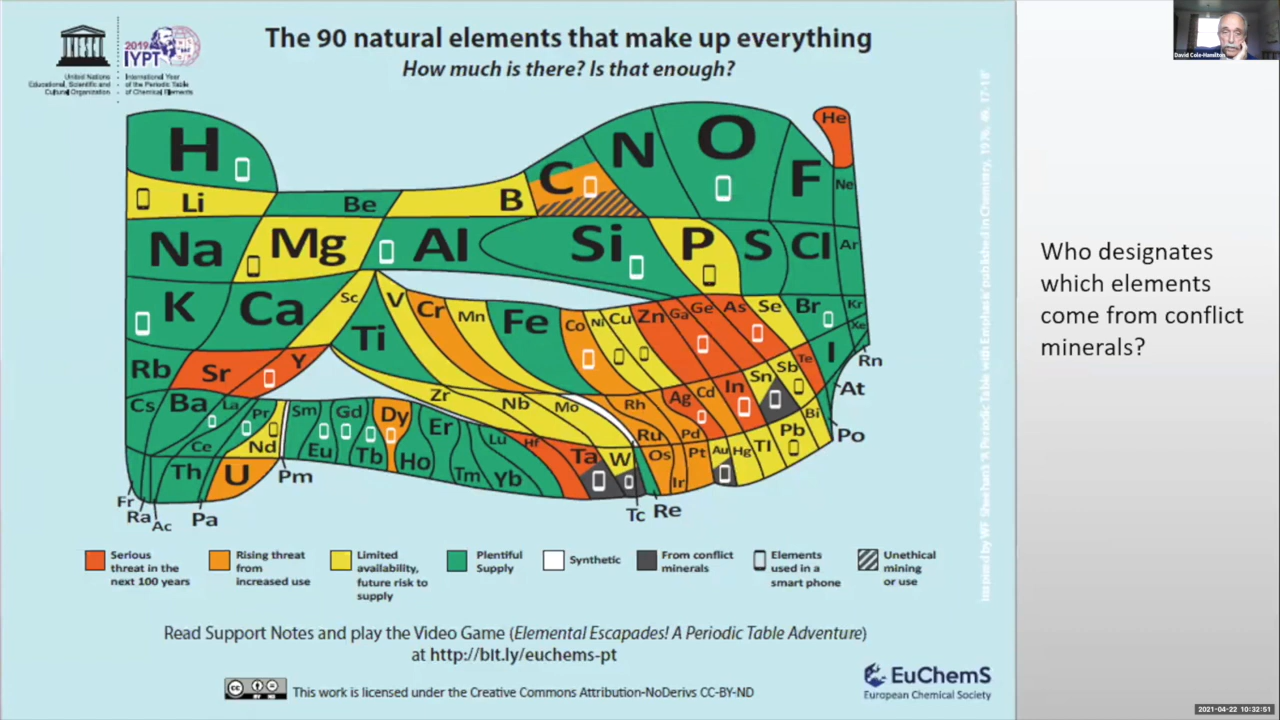 2019
IYPT
United Nations
Educational, Scientific and
Cultural Organization
International Year
of the Periodic Table
of Chemical Elements
The 90 natural elements that make up everything
How much is there? Is that enough?
David Cole-Hamilton
H He
Li Be B C N O F Ne
Na Mg Al Si P S Cl Ar
K Ca Sc Ti V Cr Mn Fe Co Ni Cu Zn Ga Ge As Se Br Kr
Rb Sr Y Zr Nb Mo Rh Ag Cd In Sn Sb Te I Xe Rn
Cs Ba La Pr Sm Gd Dy Er Lu Hf Ta W Ru Pd Os Pt Ir Au Hg Tl Pb Bi At Po
Ce Nd Eu Tb Ho Tm Yb
Th U Pm
Fr Ra Ac Pa Tc Re
Serious
threat in the
next 100 years
Rising threat
from
increased use
Limited
availability,
future risk to
supply
Plentiful
Supply
Synthetic
From conflict
minerals
Elements
used in a
smart phone
Unethical
mining
or use
Read Support Notes and play the Video Game (Elemental Escapades! A Periodic Table Adventure)
at http://bit.ly/euchems-pt
cc BY ND
This work is licensed under the Creative Commons Attribution-NoDerivs CC-BY-ND
EuChemS
European Chemical Society
Who designates
which elements
come from conflict
minerals?
2021-04-22 10:32:51